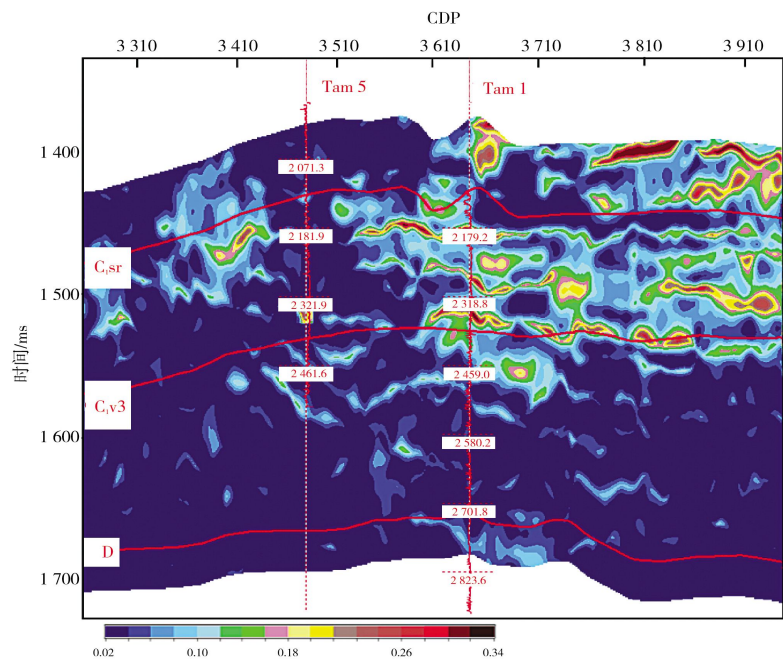 CDP
3 310 3 410 3 510 3 610 3 710 3 810 3 910
Tam 5 Tam 1
1 400
2 071.3
2 181.9 2 179.2
C₁sr
1 500
2 321.9 2 318.8
时间/ms
2 461.6 2 459.0
C₁v3
1 600
2 580.2
2 701.8
D
1 700
2 823.6
0.02 0.10 0.18 0.26 0.34